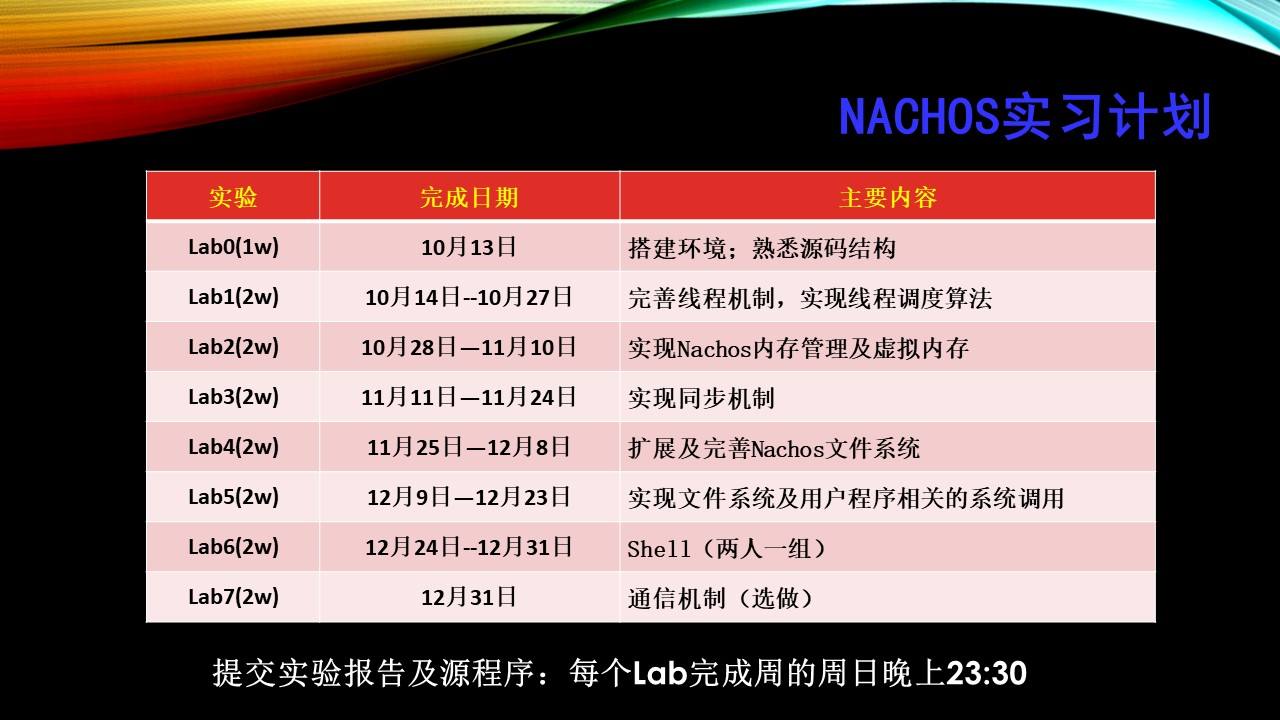 NACHOS实习计划
实验 完成日期 主要内容
Lab0(1w) 10月13日 搭建环境；熟悉源码结构
Lab1(2w) 10月14日--10月27日 完善线程机制，实现线程调度算法
Lab2(2w) 10月28日—11月10日 实现Nachos内存管理及虚拟内存
Lab3(2w) 11月11日—11月24日 实现同步机制
Lab4(2w) 11月25日—12月8日 扩展及完善Nachos文件系统
Lab5(2w) 12月9日—12月23日 实现文件系统及用户程序相关的系统调用
Lab6(2w) 12月24日--12月31日 Shell（两人一组）
Lab7(2w) 12月31日 通信机制（选做）
提交实验报告及源程序：每个Lab完成周的周日晚上23:30